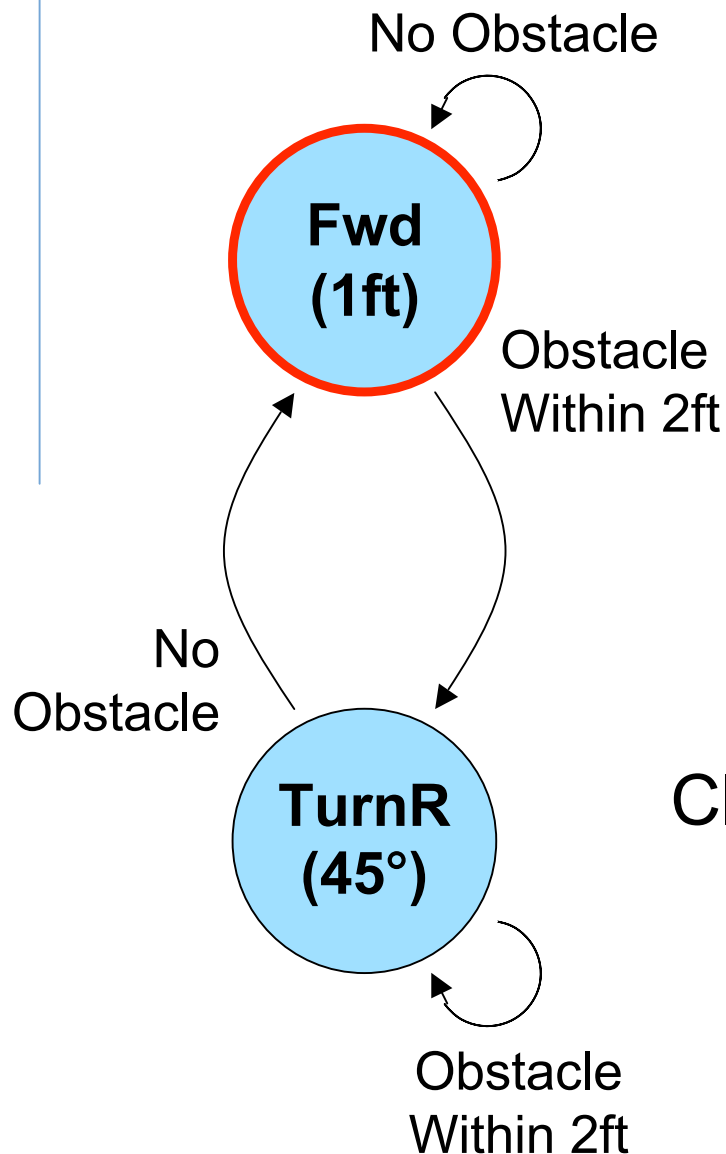 No Obstacle
Fwd
(1ft)
Obstacle
Within 2ft
No
Obstacle
TurnR
(45°)
Obstacle
Within 2ft